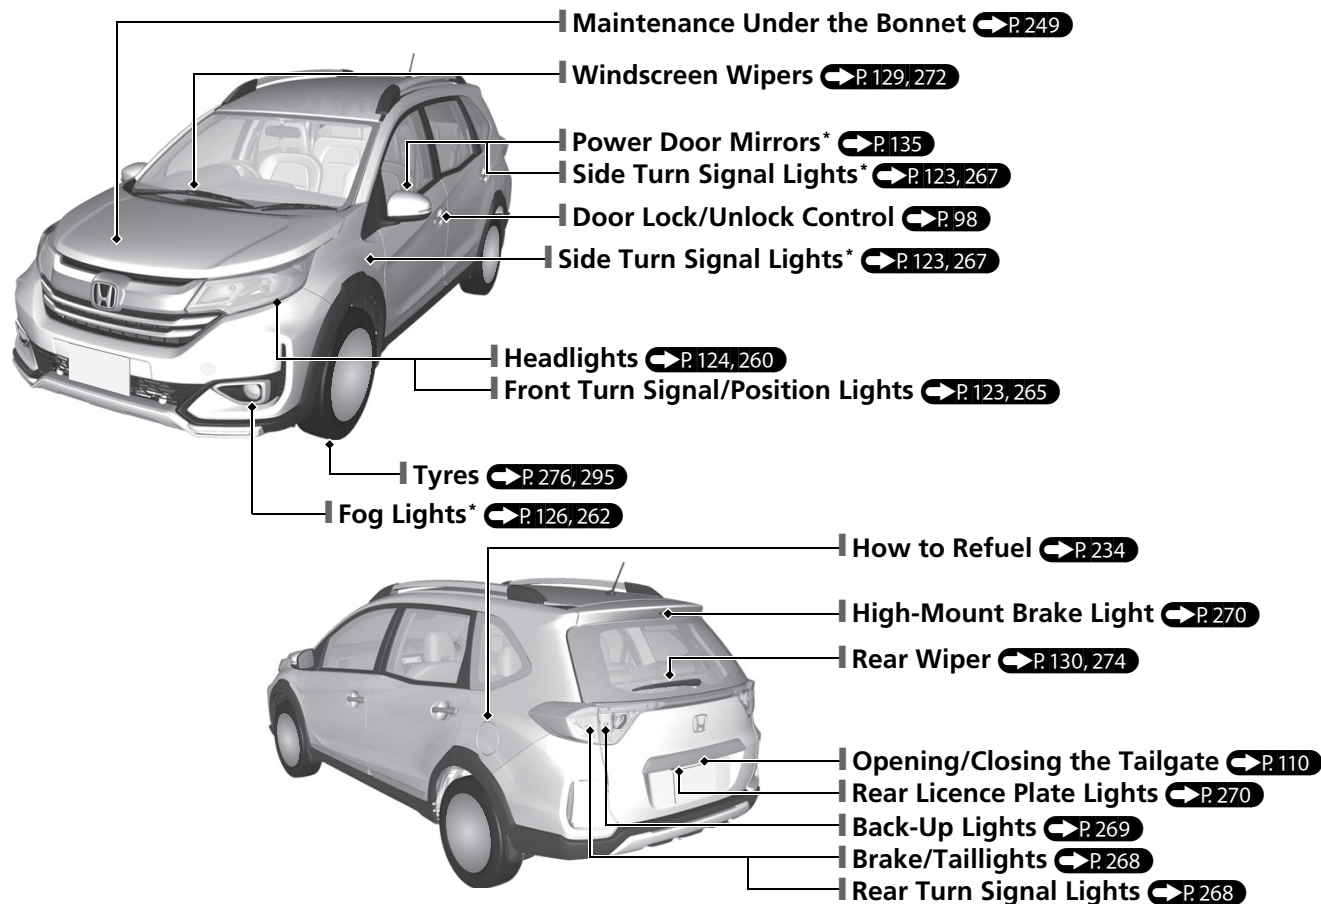 Maintenance Under the Bonnet P. 249
Windscreen Wipers P. 129, 272
Power Door Mirrors* P. 135
Side Turn Signal Lights* P. 123, 267
Door Lock/Unlock Control P. 98
Side Turn Signal Lights* P. 123, 267
Headlights P. 124, 260
Front Turn Signal/Position Lights P. 123, 265
Tyres P. 276, 295
Fog Lights* P. 126, 262
How to Refuel P. 234
High-Mount Brake Light P. 270
Rear Wiper P. 130, 274
Opening/Closing the Tailgate P. 110
Rear Licence Plate Lights P. 270
Back-Up Lights P. 269
Brake/Taillights P. 268
Rear Turn Signal Lights P. 268